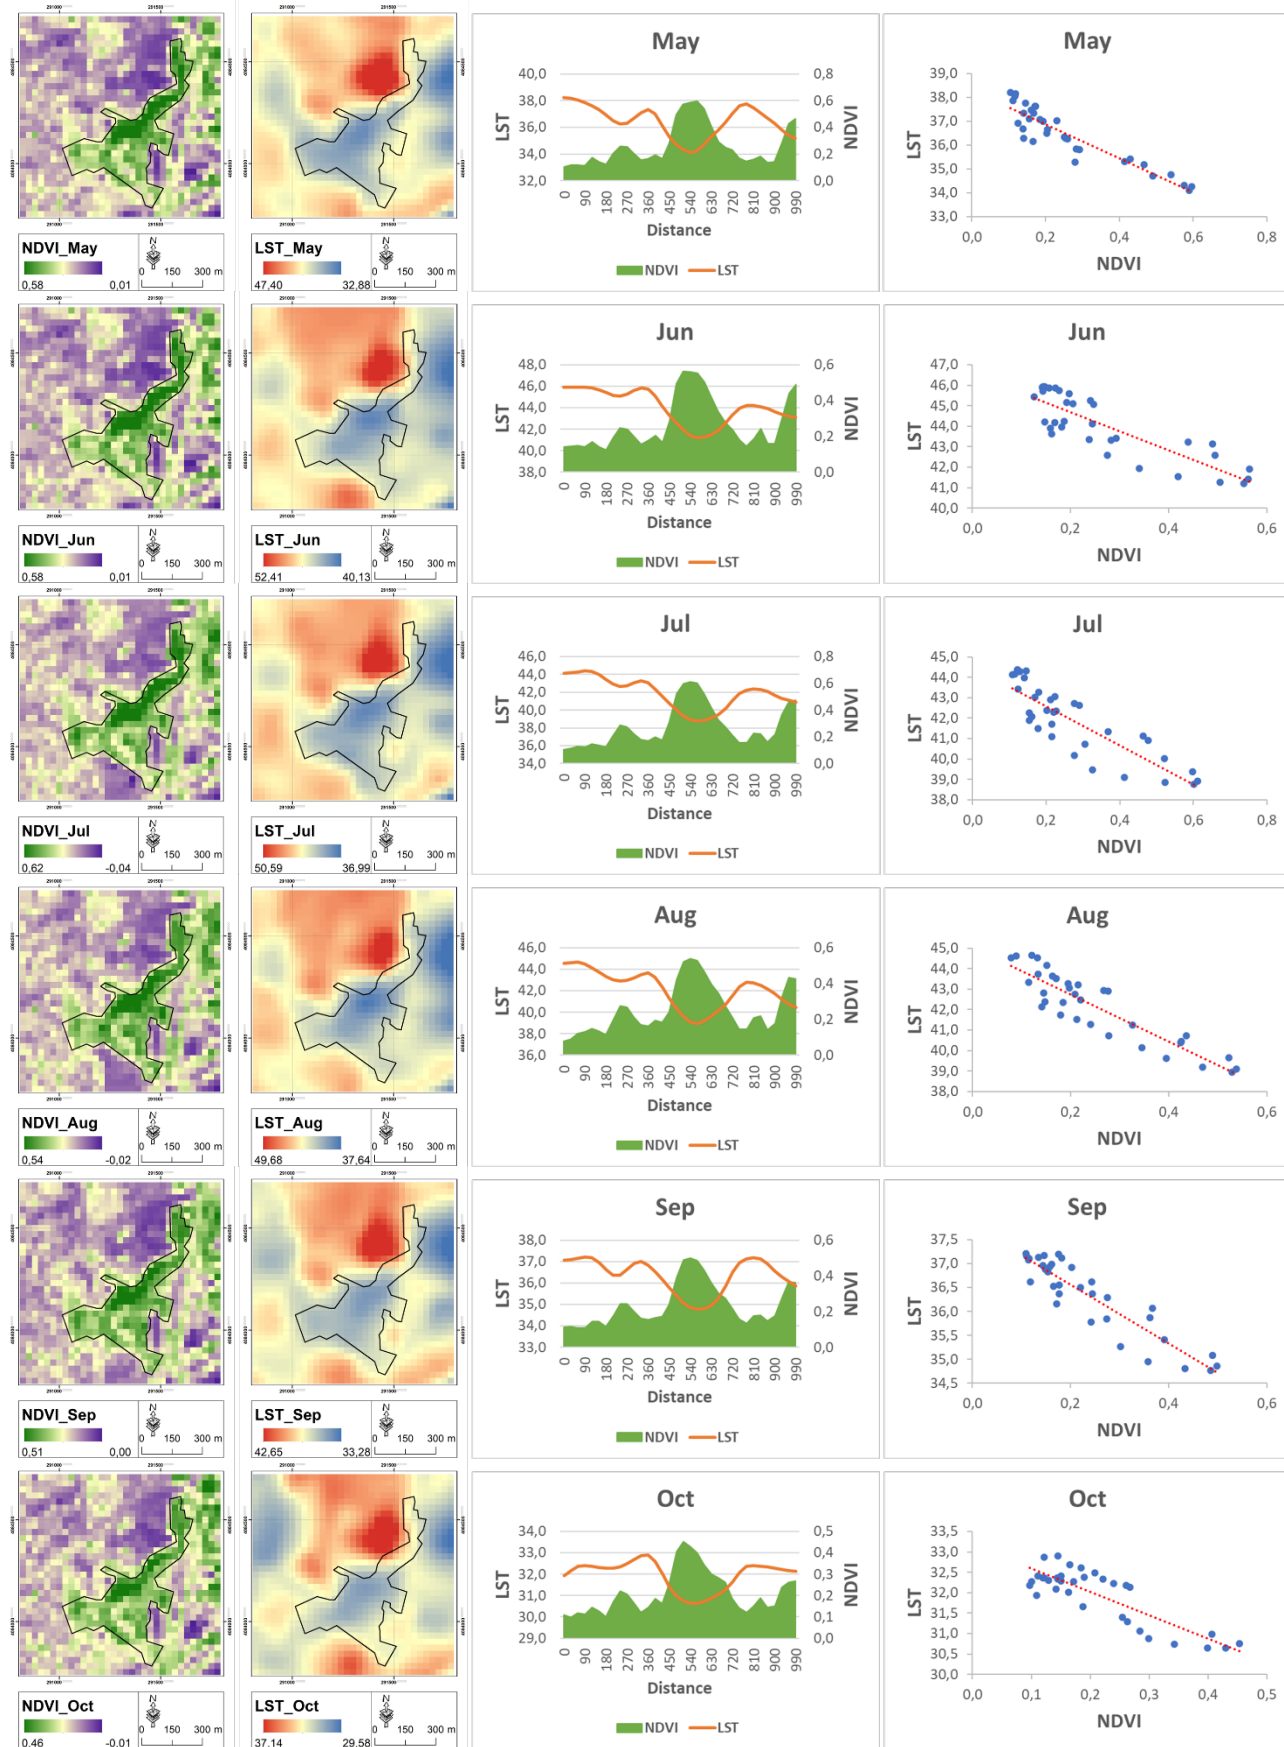 291000 291500
May
40,0 38,0 36,0 34,0 32,0
LST
0,8 0,6 0,4 0,2 0,0
NDVI
0 90 180 270 360 450 540 630 720 810 900 990
Distance
NDVI LST
May
39,0 38,0 37,0 36,0 35,0 34,0 33,0
LST
0,0 0,2 0,4 0,6 0,8
NDVI
NDVI_May
0,58 0,01
N
0 150 300 m
LST_May
47,40 32,88
N
0 150 300 m
291000 291500
Jun
48,0 46,0 44,0 42,0 40,0 38,0
LST
0,6 0,5 0,4 0,3 0,2 0,1 0,0
NDVI
0 90 180 270 360 450 540 630 720 810 900 990
Distance
NDVI LST
Jun
47,0 46,0 45,0 44,0 43,0 42,0 41,0 40,0
LST
0,0 0,2 0,4 0,6
NDVI
NDVI_Jun
0,58 0,01
N
0 150 300 m
LST_Jun
52,41 40,13
N
0 150 300 m
291000 291500
Jul
46,0 44,0 42,0 40,0 38,0 36,0 34,0
LST
0,8 0,6 0,4 0,2 0,0
NDVI
0 90 180 270 360 450 540 630 720 810 900 990
Distance
NDVI LST
Jul
45,0 44,0 43,0 42,0 41,0 40,0 39,0 38,0
LST
0,0 0,2 0,4 0,6 0,8
NDVI
NDVI_Jul
0,62 -0,04
N
0 150 300 m
LST_Jul
50,59 36,99
N
0 150 300 m
291000 291500
Aug
46,0 44,0 42,0 40,0 38,0 36,0
LST
0,6 0,4 0,2 0,0
NDVI
0 90 180 270 360 450 540 630 720 810 900 990
Distance
NDVI LST
Aug
45,0 44,0 43,0 42,0 41,0 40,0 39,0 38,0
LST
0,0 0,2 0,4 0,6
NDVI
NDVI_Aug
0,54 -0,02
N
0 150 300 m
LST_Aug
49,68 37,64
N
0 150 300 m
291000 291500
Sep
38,0 37,0 36,0 35,0 34,0 33,0
LST
0,6 0,4 0,2 0,0
NDVI
0 90 180 270 360 450 540 630 720 810 900 990
Distance
NDVI LST
Sep
37,5 37,0 36,5 36,0 35,5 35,0 34,5
LST
0,0 0,2 0,4 0,6
NDVI
NDVI_Sep
0,51 0,00
N
0 150 300 m
LST_Sep
42,65 33,28
N
0 150 300 m
291000 291500
Oct
34,0 33,0 32,0 31,0 30,0 29,0
LST
0,5 0,4 0,3 0,2 0,1 0,0
NDVI
0 90 180 270 360 450 540 630 720 810 900 990
Distance
NDVI LST
Oct
33,5 33,0 32,5 32,0 31,5 31,0 30,5 30,0
LST
0,0 0,1 0,2 0,3 0,4 0,5
NDVI
NDVI_Oct
0,46 -0,01
N
0 150 300 m
LST_Oct
37,14 29,58
N
0 150 300 m